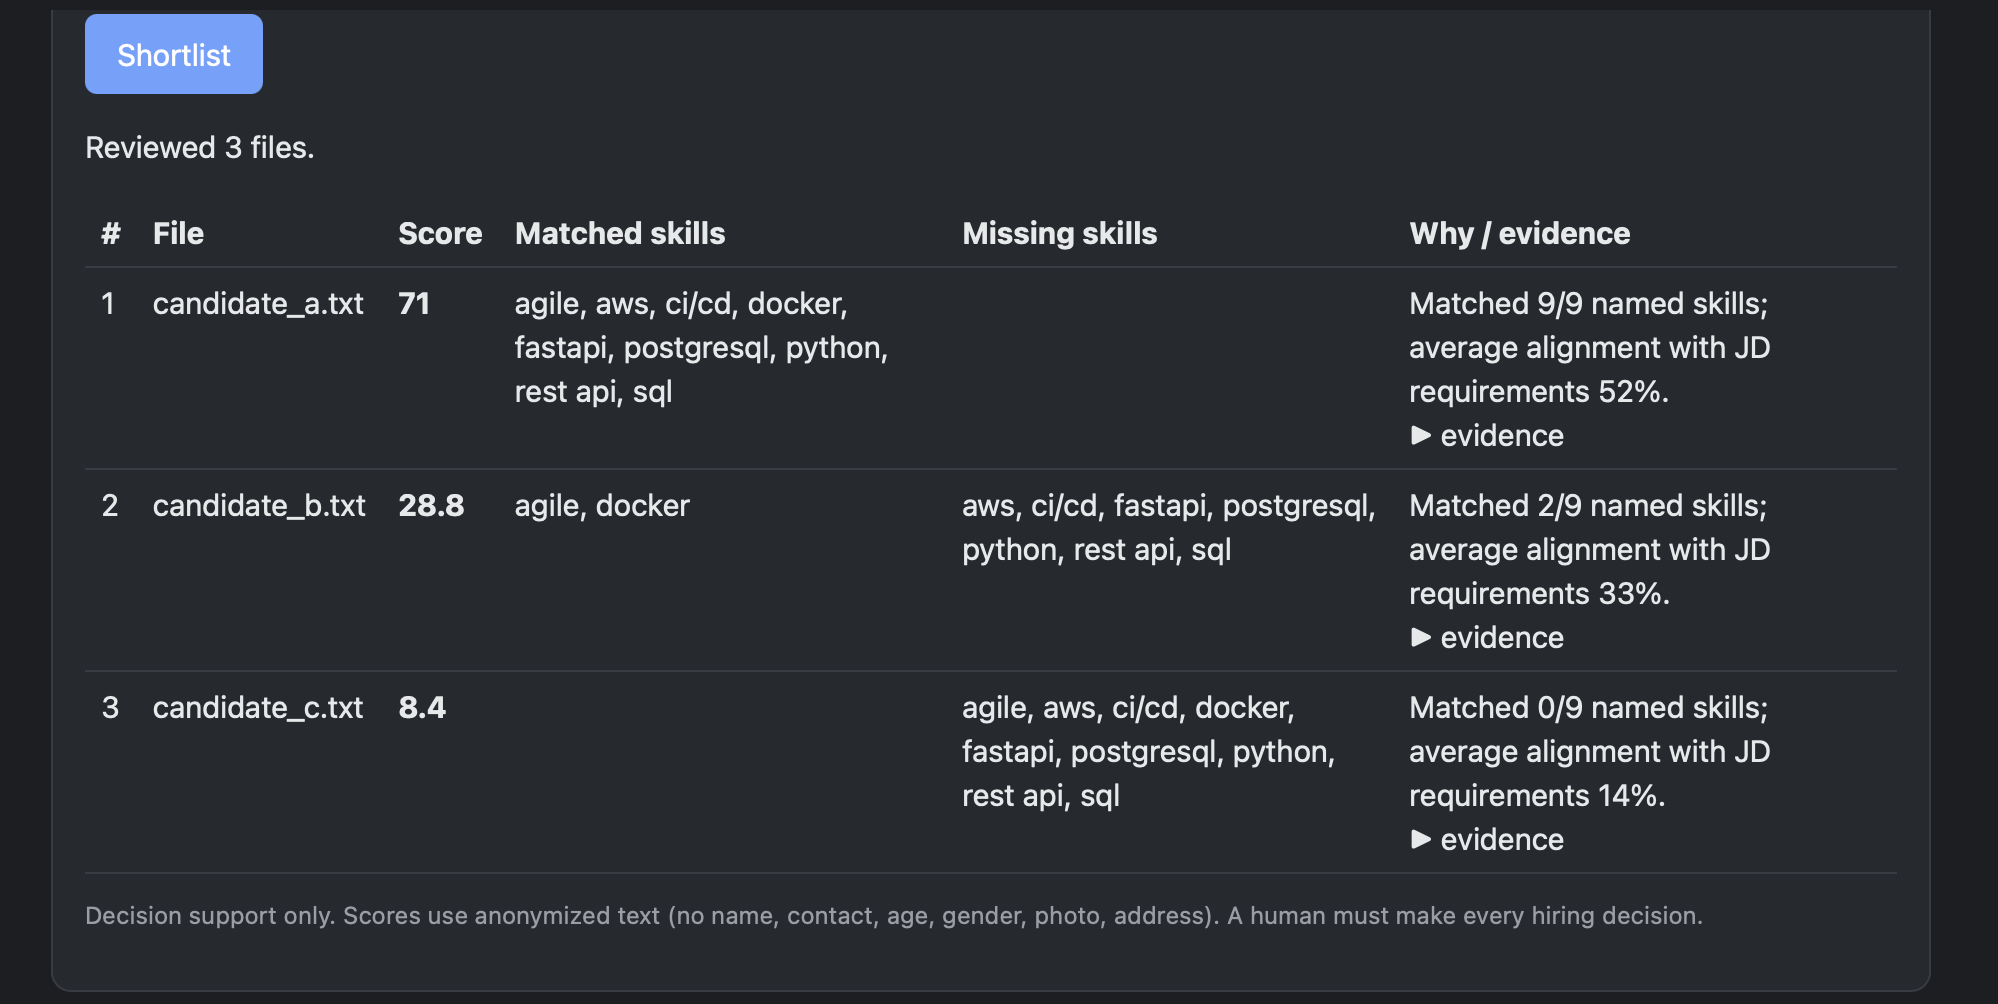 Shortlist
Reviewed 3 files.
# File Score Matched skills Missing skills Why / evidence
1 candidate_a.txt 71 agile, aws, ci/cd, docker, Matched 9/9 named skills;
fastapi, postgresql, python, average alignment with JD
rest api, sql requirements 52%.
▶ evidence
2 candidate_b.txt 28.8 agile, docker aws, ci/cd, fastapi, postgresql, Matched 2/9 named skills;
python, rest api, sql average alignment with JD
requirements 33%.
▶ evidence
3 candidate_c.txt 8.4 agile, aws, ci/cd, docker, Matched 0/9 named skills;
fastapi, postgresql, python, average alignment with JD
rest api, sql requirements 14%.
▶ evidence
Decision support only. Scores use anonymized text (no name, contact, age, gender, photo, address). A human must make every hiring decision.